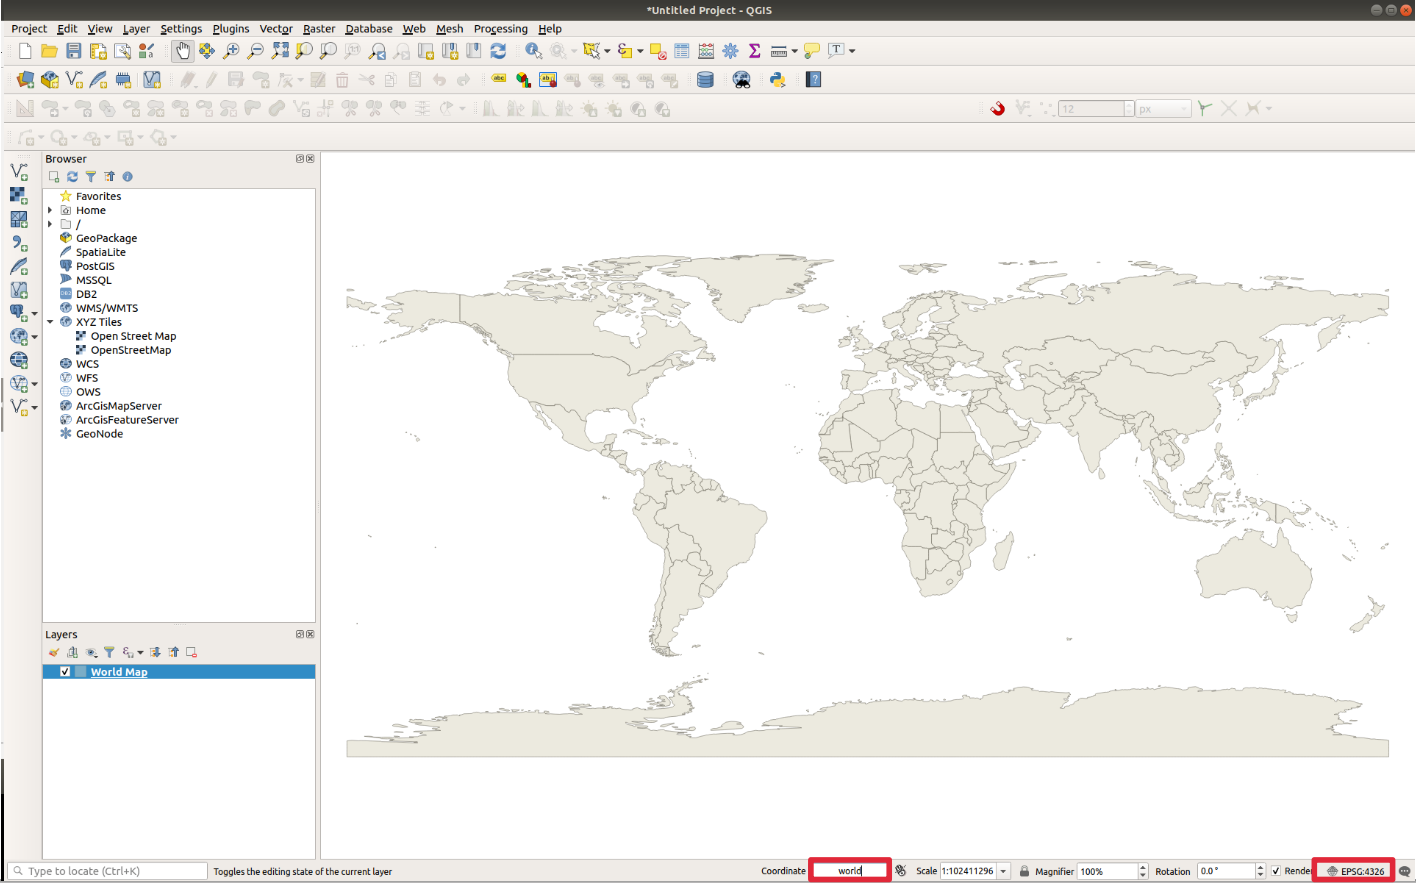 *Untitled Project - QGIS
Project Edit View Layer Settings Plugins Vector Raster Database Web Mesh Processing Help
abc abc
12 px
Browser
Favorites
Home
/
GeoPackage
SpatiaLite
PostGIS
MSSQL
DB2
WMS/WMTS
XYZ Tiles
Open Street Map
OpenStreetMap
WCS
WFS
OWS
ArcGisMapServer
ArcGisFeatureServer
GeoNode
Layers
World Map
Type to locate (Ctrl+K) Toggles the editing state of the current layer Coordinate world Scale 1:102411296 Magnifier 100% Rotation 0.0 ° Render EPSG:4326